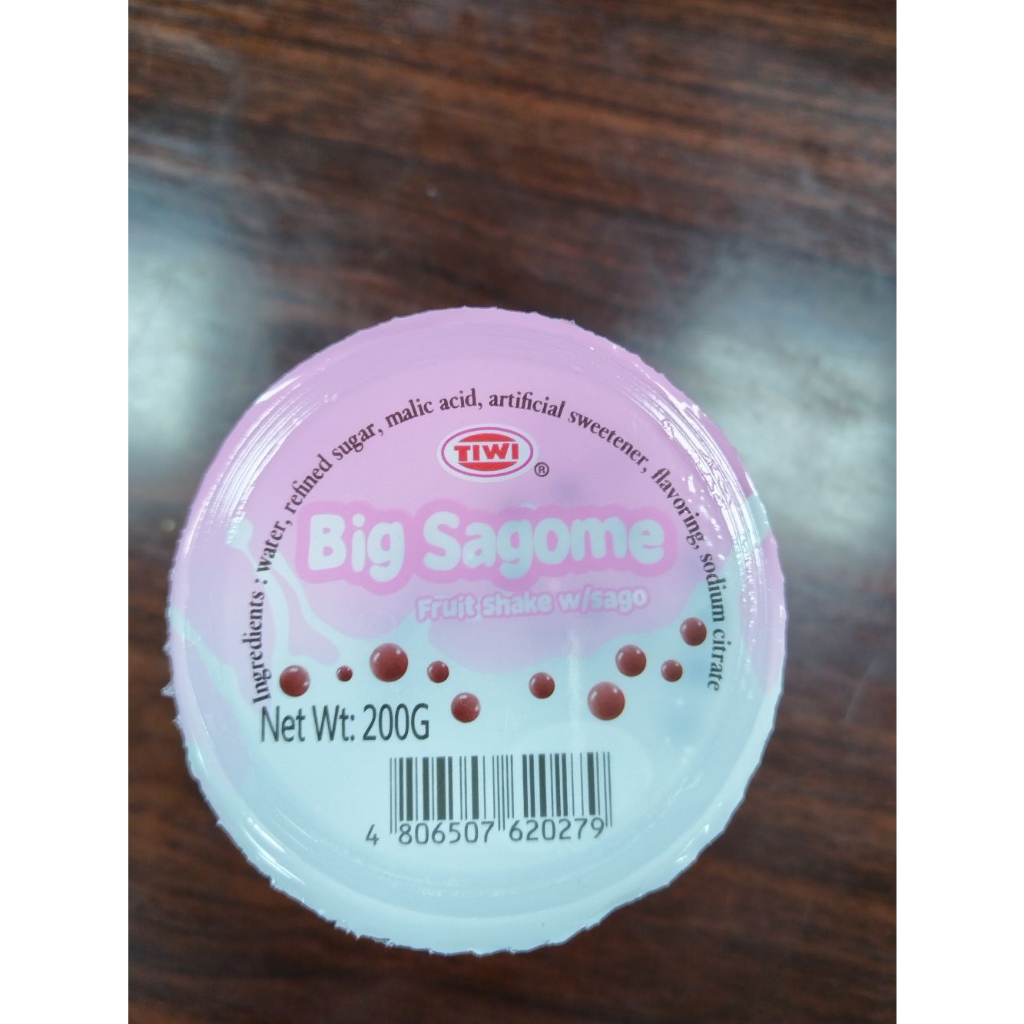 Ingredients : water, refined sugar, malic acid, artificial sweetener, flavoring, sodium citrate
TIWI ®
Big Sagome
Fruit shake w/sago
Net Wt: 200G
4 806507 620279